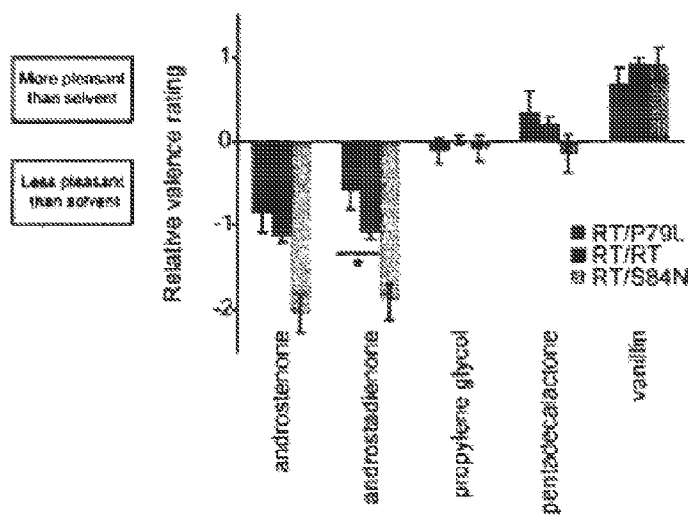 More pleasant
than solvent
Less pleasant
than solvent
Relative valence rating
1
0
-1
-2
*
RT/P79L
RT/RT
RT/S84N
androstenone
androstadienone
propylene glycol
pentadecalactone
vanillin